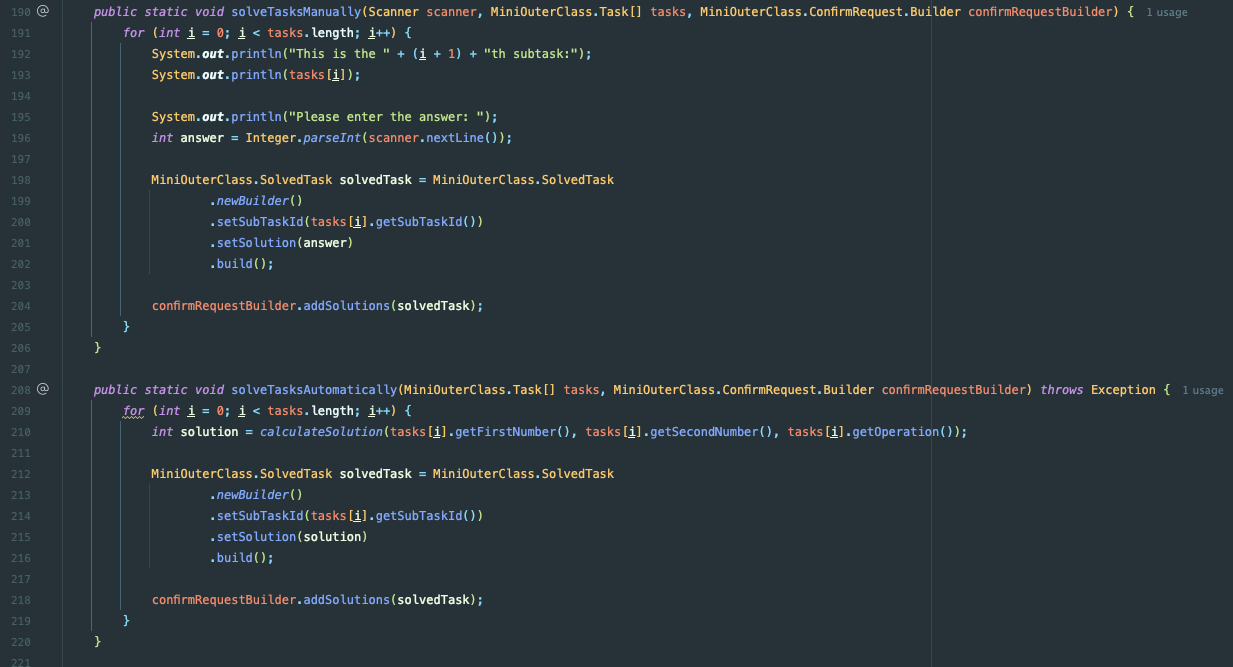 190 @ public static void solveTasksManually(Scanner scanner, MiniOuterClass.Task[] tasks, MiniOuterClass.ConfirmRequest.Builder confirmRequestBuilder) { 1 usage
191 for (int i = 0; i < tasks.length; i++) {
192 System.out.println("This is the " + (i + 1) + "th subtask:");
193 System.out.println(tasks[i]);
194
195 System.out.println("Please enter the answer: ");
196 int answer = Integer.parseInt(scanner.nextLine());
197
198 MiniOuterClass.SolvedTask solvedTask = MiniOuterClass.SolvedTask
199 .newBuilder()
200 .setSubTaskId(tasks[i].getSubTaskId())
201 .setSolution(answer)
202 .build();
203
204 confirmRequestBuilder.addSolutions(solvedTask);
205 }
206 }
207
208 @ public static void solveTasksAutomatically(MiniOuterClass.Task[] tasks, MiniOuterClass.ConfirmRequest.Builder confirmRequestBuilder) throws Exception { 1 usage
209 for (int i = 0; i < tasks.length; i++) {
210 int solution = calculateSolution(tasks[i].getFirstNumber(), tasks[i].getSecondNumber(), tasks[i].getOperation());
211
212 MiniOuterClass.SolvedTask solvedTask = MiniOuterClass.SolvedTask
213 .newBuilder()
214 .setSubTaskId(tasks[i].getSubTaskId())
215 .setSolution(solution)
216 .build();
217
218 confirmRequestBuilder.addSolutions(solvedTask);
219 }
220 }
221